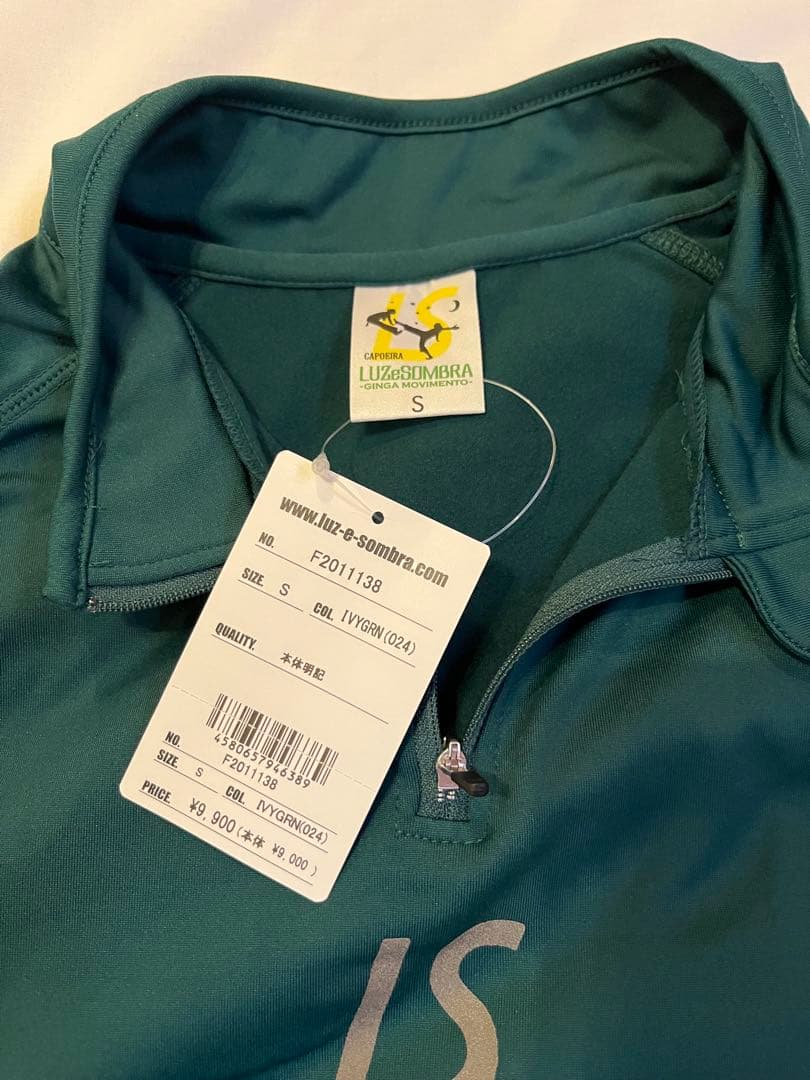 LS
CAPOEIRA
LUZeSOMBRA
-GINGA MOVIMENTO-
S
www.luz-e-sombra.com
NO. F2011138
SIZE. S COL. IVYGRN(024)
QUALITY. 本体明記
4580657946389
NO. F2011138
SIZE. S COL. IVYGRN(024)
PRICE. ¥9,900(本体 ¥9,000 )
LS